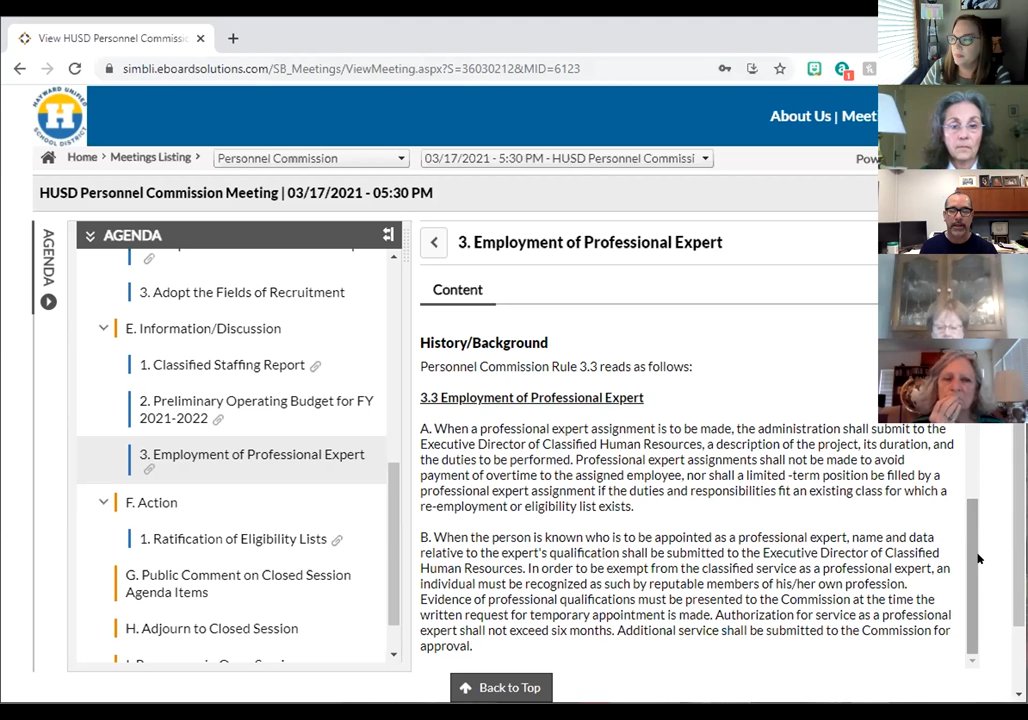 View HUSD Personnel Commissi
simbli.eboardsolutions.com/SB_Meetings/ViewMeeting.aspx?S=36030212&MID=6123
HAYWARD UNIFIED
H
SCHOOL DISTRICT
About Us | Meet
Home > Meetings Listing >
Personnel Commission
03/17/2021 - 5:30 PM - HUSD Personnel Commissi
Pow
HUSD Personnel Commission Meeting | 03/17/2021 - 05:30 PM
AGENDA
AGENDA
3. Adopt the Fields of Recruitment
E. Information/Discussion
1. Classified Staffing Report
2. Preliminary Operating Budget for FY
2021-2022
3. Employment of Professional Expert
F. Action
1. Ratification of Eligibility Lists
G. Public Comment on Closed Session
Agenda Items
H. Adjourn to Closed Session
3. Employment of Professional Expert
Content
History/Background
Personnel Commission Rule 3.3 reads as follows:
3.3 Employment of Professional Expert
A. When a professional expert assignment is to be made, the administration shall submit to the
Executive Director of Classified Human Resources, a description of the project, its duration, and
the duties to be performed. Professional expert assignments shall not be made to avoid
payment of overtime to the assigned employee, nor shall a limited -term position be filled by a
professional expert assignment if the duties and responsibilities fit an existing class for which a
re-employment or eligibility list exists.
B. When the person is known who is to be appointed as a professional expert, name and data
relative to the expert's qualification shall be submitted to the Executive Director of Classified
Human Resources. In order to be exempt from the classified service as a professional expert, an
individual must be recognized as such by reputable members of his/her own profession.
Evidence of professional qualifications must be presented to the Commission at the time the
written request for temporary appointment is made. Authorization for service as a professional
expert shall not exceed six months. Additional service shall be submitted to the Commission for
approval.
Back to Top